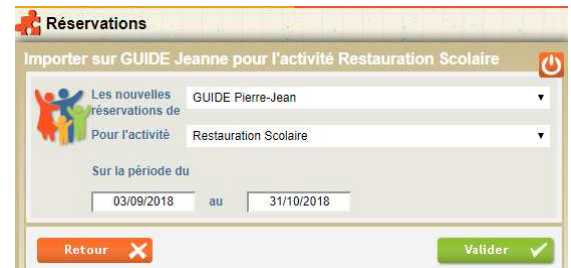 Réservations
Importer sur GUIDE Jeanne pour l'activité Restauration Scolaire
Les nouvelles réservations de
GUIDE Pierre-Jean
Pour l'activité
Restauration Scolaire
Sur la période du
03/09/2018 au 31/10/2018
Retour
Valider